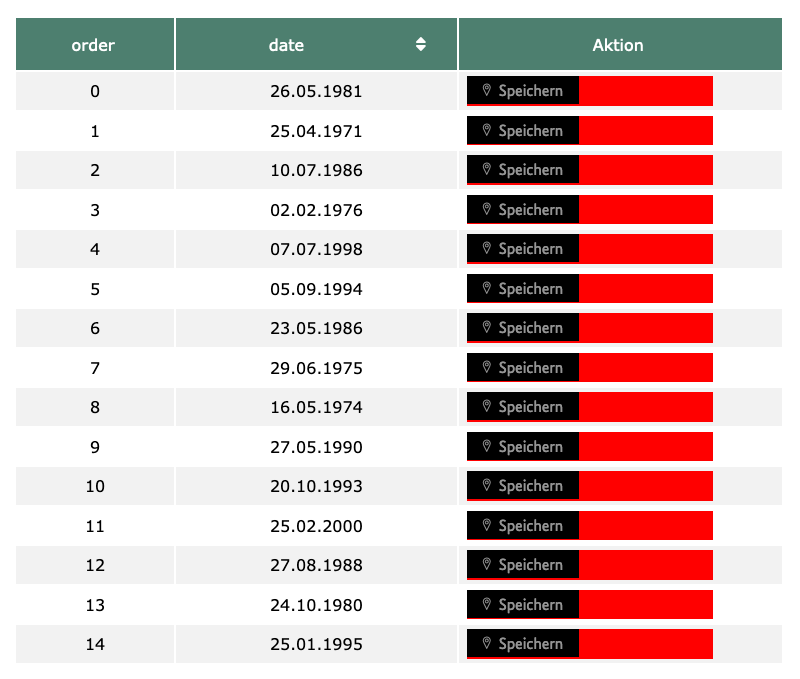 order date Aktion
0 26.05.1981 Speichern
1 25.04.1971 Speichern
2 10.07.1986 Speichern
3 02.02.1976 Speichern
4 07.07.1998 Speichern
5 05.09.1994 Speichern
6 23.05.1986 Speichern
7 29.06.1975 Speichern
8 16.05.1974 Speichern
9 27.05.1990 Speichern
10 20.10.1993 Speichern
11 25.02.2000 Speichern
12 27.08.1988 Speichern
13 24.10.1980 Speichern
14 25.01.1995 Speichern